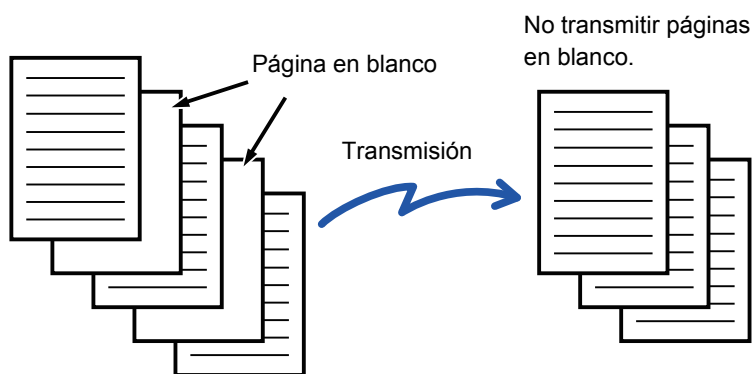 No transmitir páginas
en blanco.
Página en blanco
Transmisión